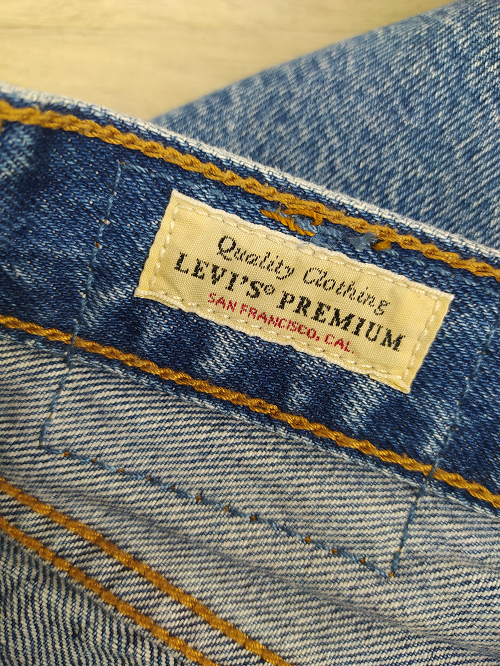 Quality Clothing
LEVI'S® PREMIUM
SAN FRANCISCO, CAL.